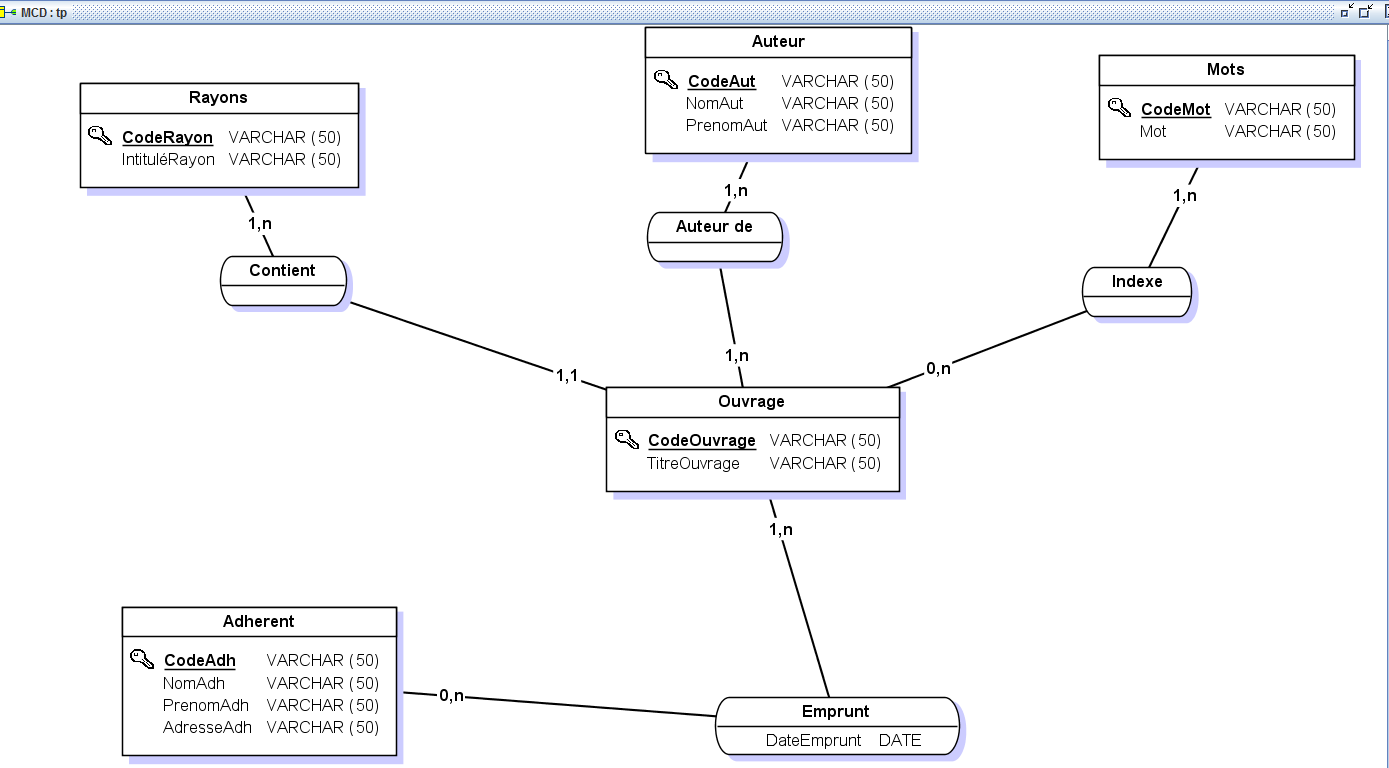 MCD : tp
Auteur
CodeAut VARCHAR (50)
NomAut VARCHAR (50)
PrenomAut VARCHAR (50)
Mots
CodeMot VARCHAR (50)
Mot VARCHAR (50)
Rayons
CodeRayon VARCHAR (50)
IntituléRayon VARCHAR (50)
1,n
1,n
1,n
Auteur de
Contient
Indexe
1,n
0,n
1,1
Ouvrage
CodeOuvrage VARCHAR (50)
TitreOuvrage VARCHAR (50)
1,n
Adherent
CodeAdh VARCHAR (50)
NomAdh VARCHAR (50)
PrenomAdh VARCHAR (50)
AdresseAdh VARCHAR (50)
0,n
Emprunt
DateEmprunt DATE